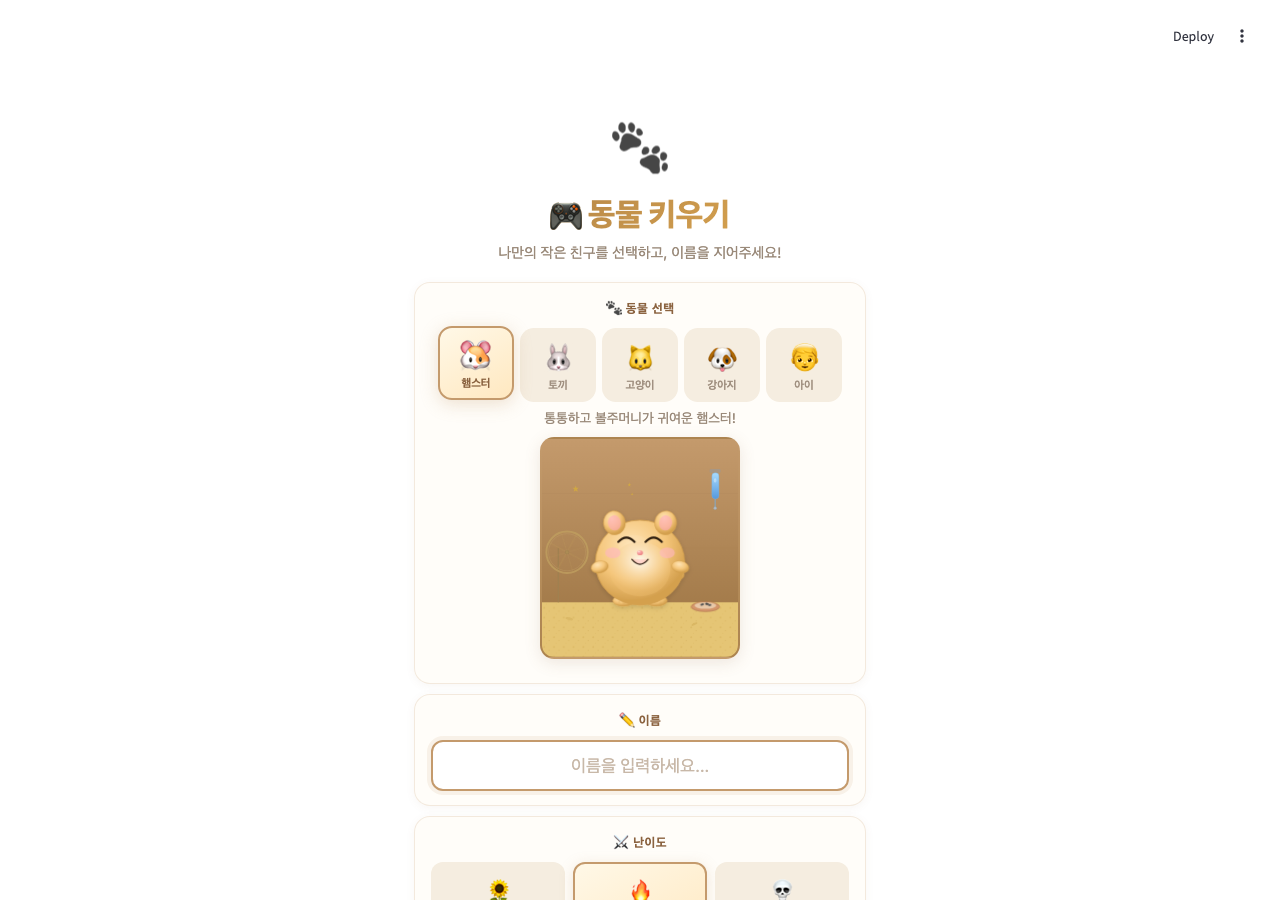 Deploy
동물 키우기
나만의 작은 친구를 선택하고, 이름을 지어주세요!
동물 선택
햄스터 토끼 고양이 강아지 아이
통통하고 볼주머니가 귀여운 햄스터!
이름
이름을 입력하세요...
난이도